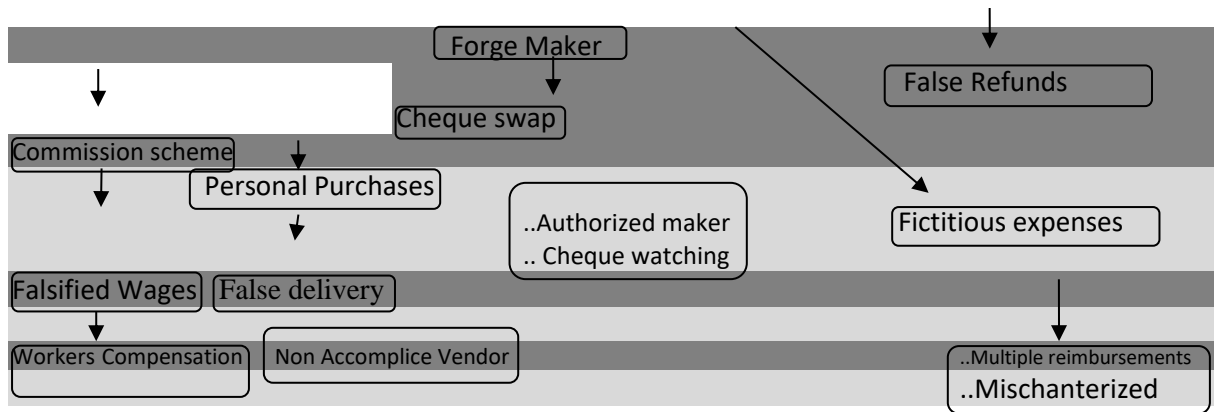 Forge Maker
False Refunds
Cheque swap
Commission scheme
Personal Purchases
..Authorized maker
.. Cheque watching
Fictitious expenses
Falsified Wages
False delivery
Workers Compensation
Non Accomplice Vendor
..Multiple reimbursements
..Mischanterized